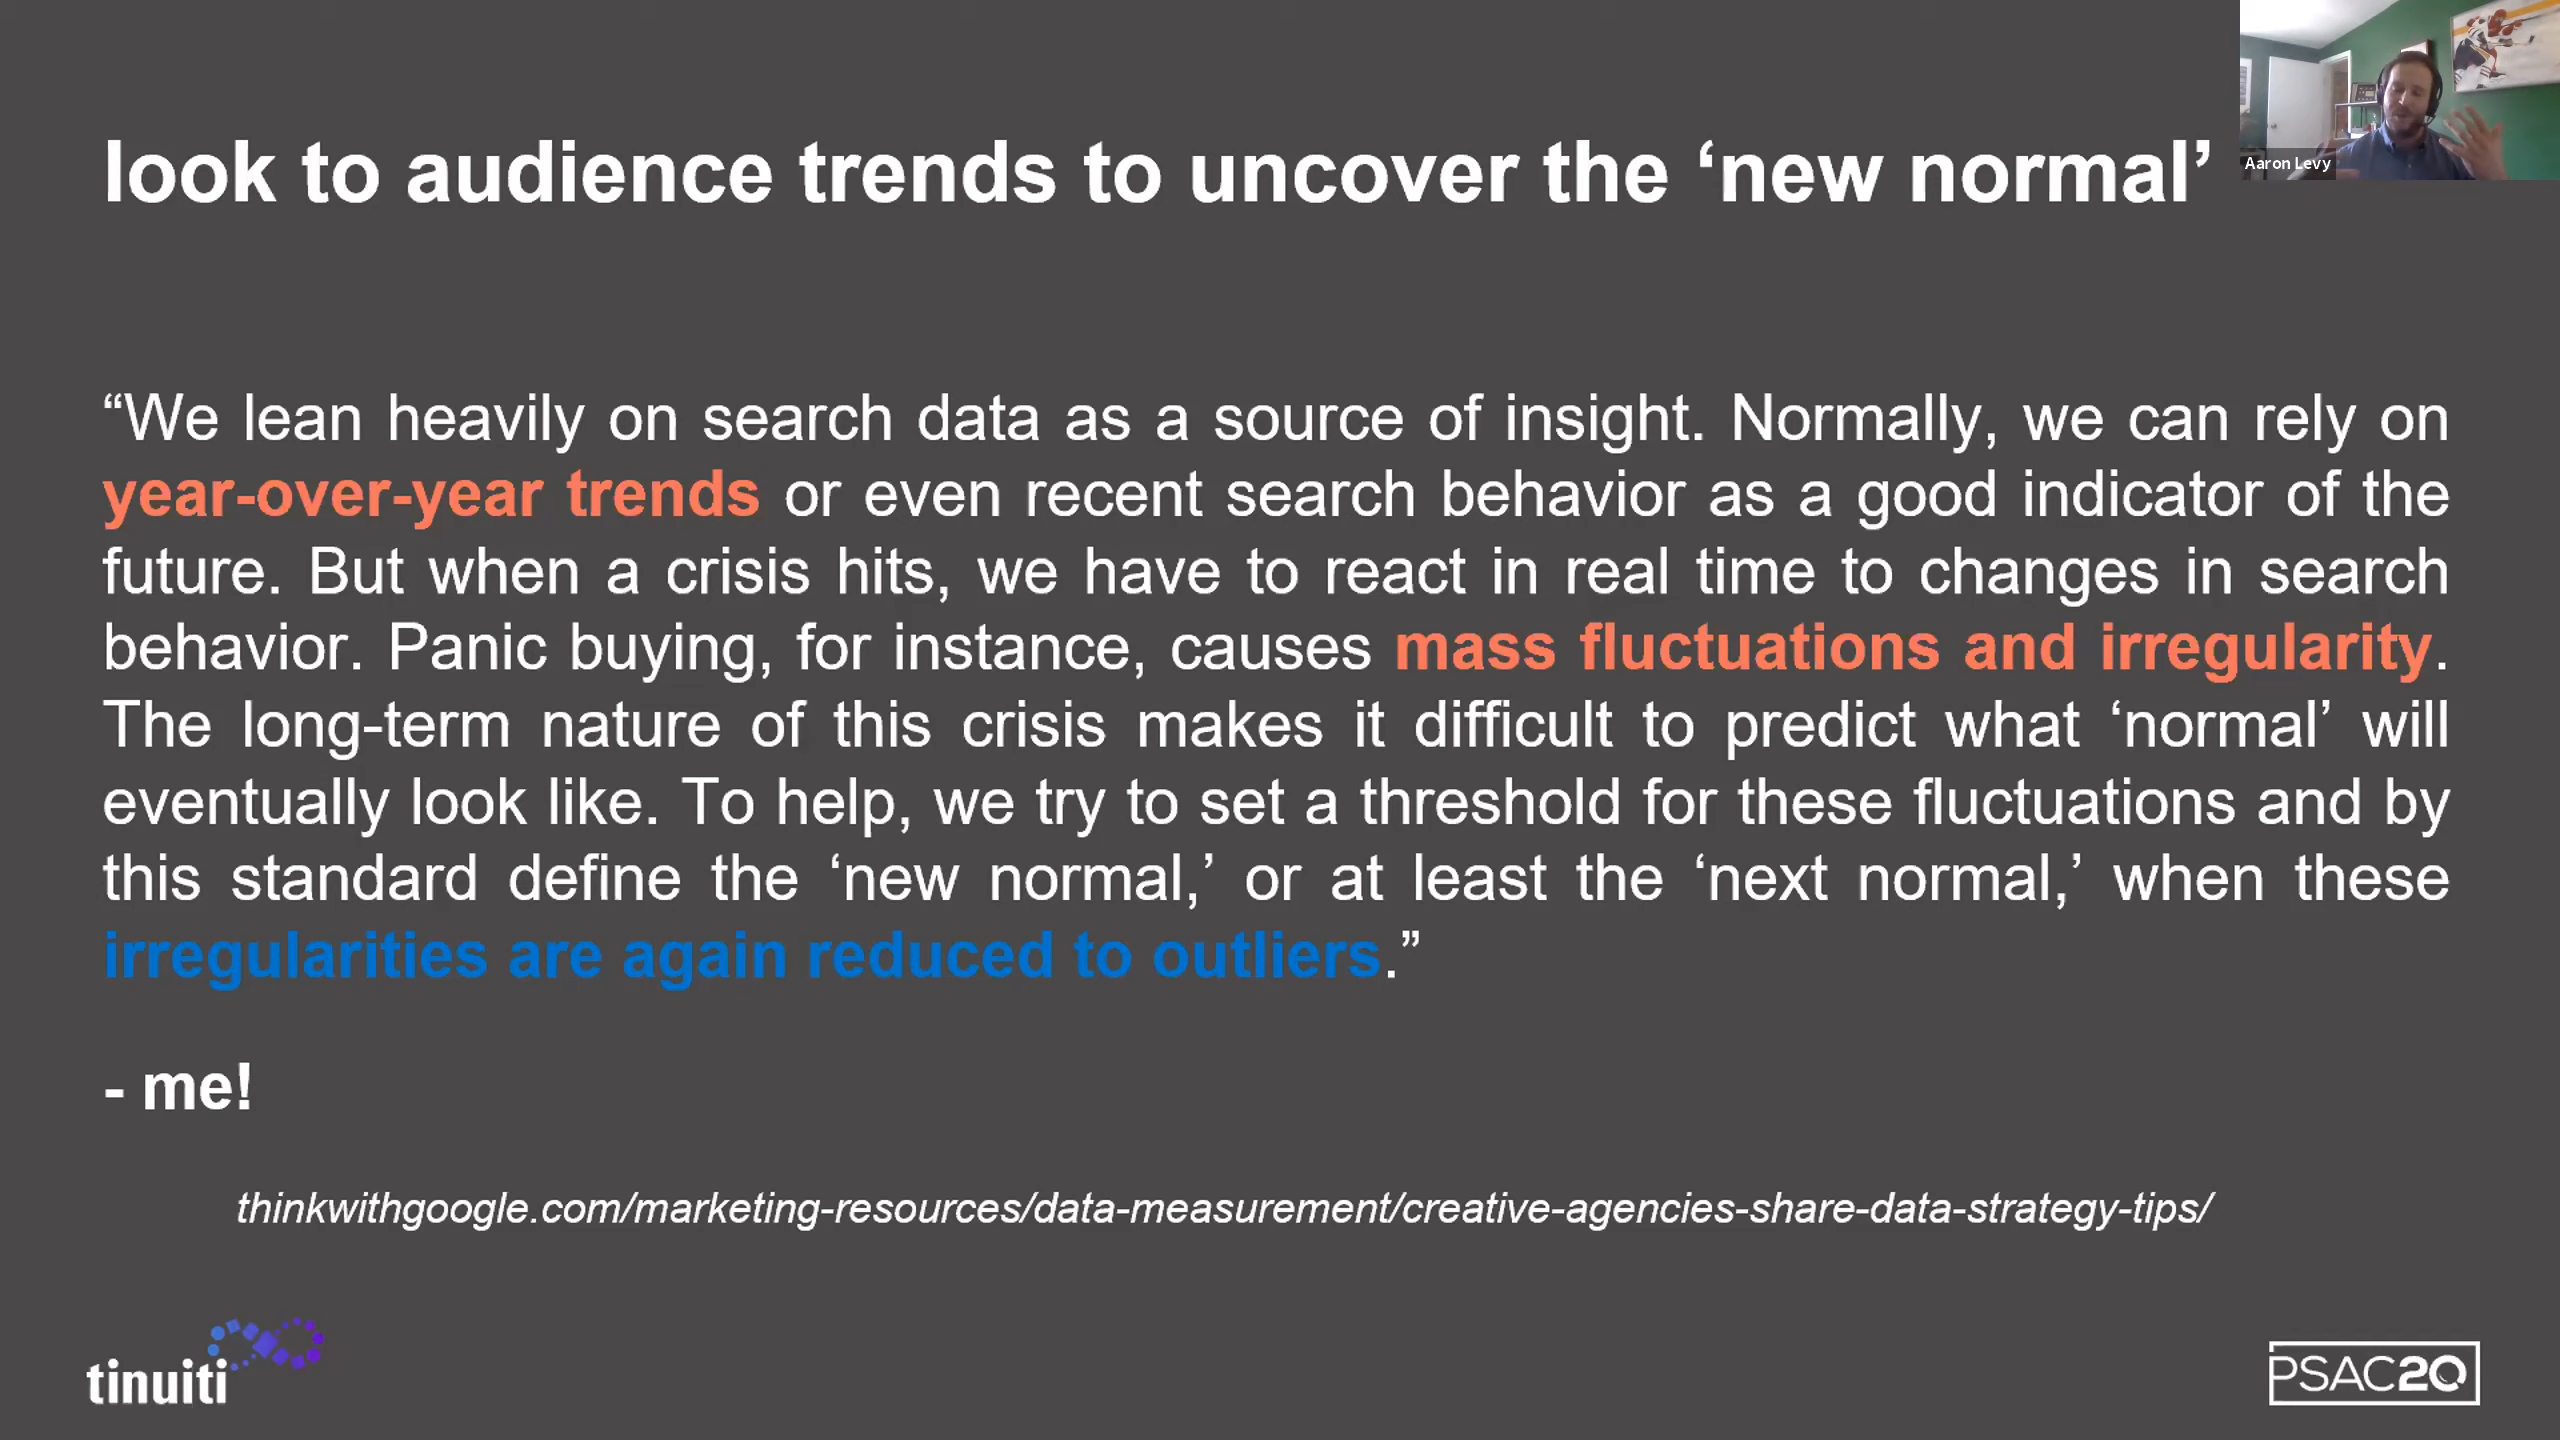 look to audience trends to uncover the ‘new normal’
Aaron Levy
“We lean heavily on search data as a source of insight. Normally, we can rely on
year-over-year trends or even recent search behavior as a good indicator of the
future. But when a crisis hits, we have to react in real time to changes in search
behavior. Panic buying, for instance, causes mass fluctuations and irregularity.
The long-term nature of this crisis makes it difficult to predict what ‘normal’ will
eventually look like. To help, we try to set a threshold for these fluctuations and by
this standard define the ‘new normal,’ or at least the ‘next normal,’ when these
irregularities are again reduced to outliers.”
- me!
thinkwithgoogle.com/marketing-resources/data-measurement/creative-agencies-share-data-strategy-tips/
tinuiti
PSAC20